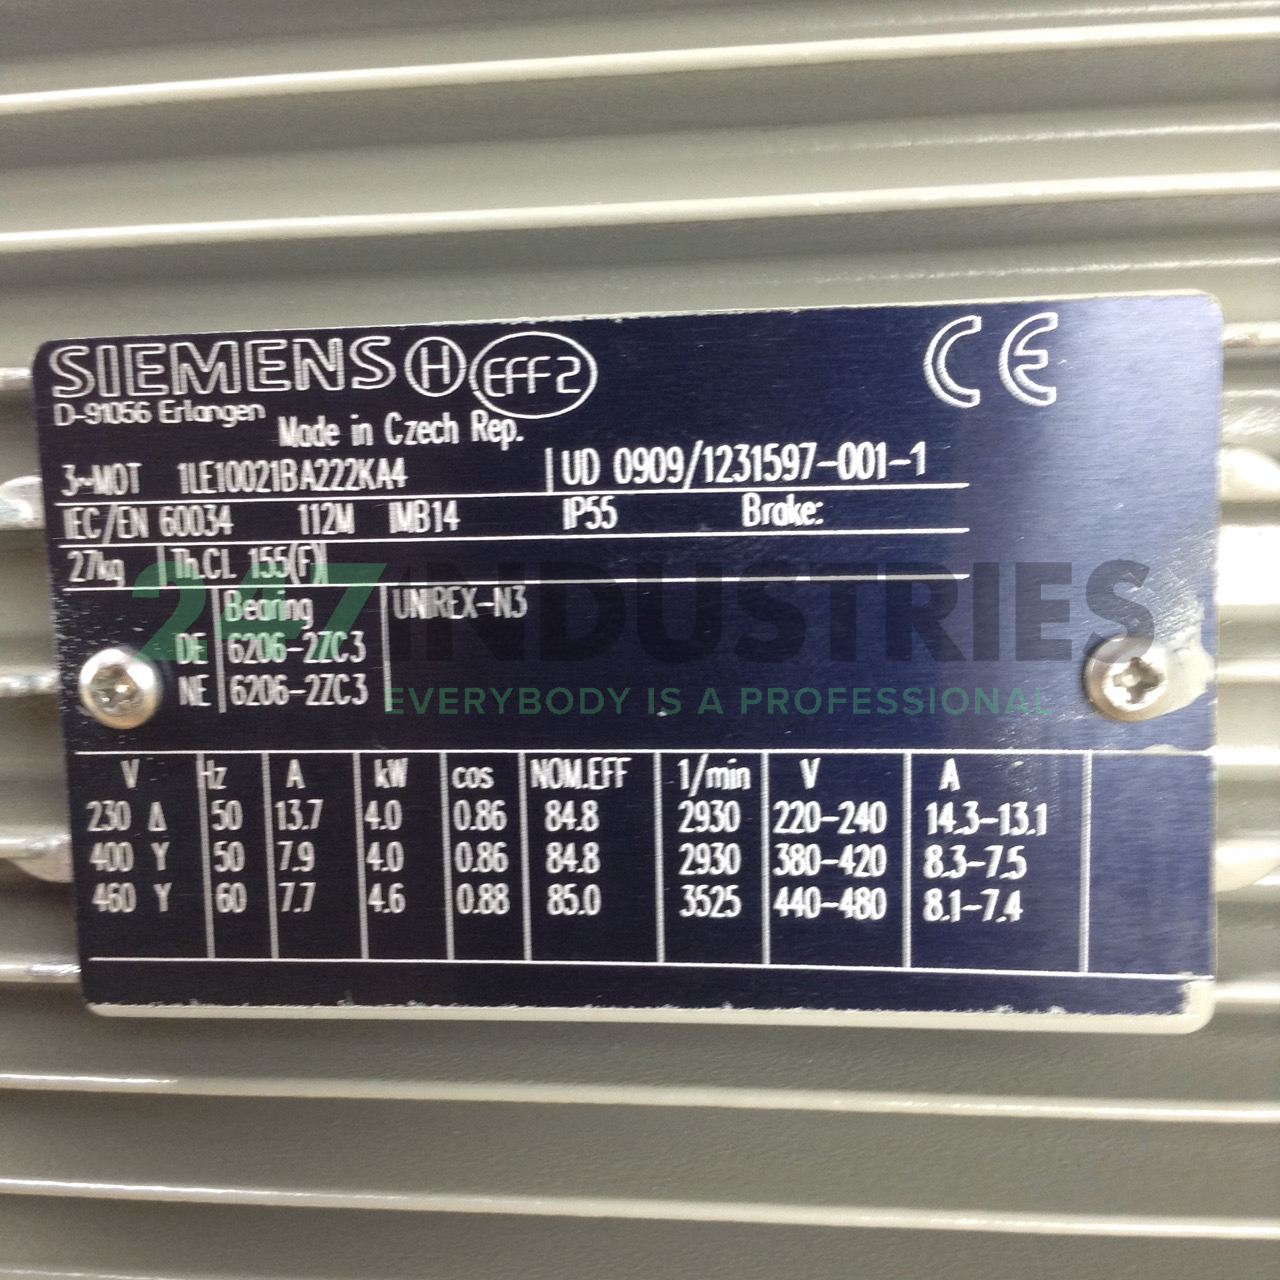 SIEMENS H EFF2 CE
D-91056 Erlangen
Made in Czech Rep.
3~MOT 1LE10021BA222KA4 UD 0909/1231597-001-1
IEC/EN 60034 112M IMB14 IP55 Brake:
27kg Th.Cl. 155(F)
Bearing UNIREX-N3
DE 6206-2ZC3
NE 6206-2ZC3
247INDUSTRIES
EVERYBODY IS A PROFESSIONAL
V Hz A kW cos NOM.EFF 1/min V A
230 Δ 50 13.7 4.0 0.86 84.8 2930 220-240 14.3-13.1
400 Y 50 7.9 4.0 0.86 84.8 2930 380-420 8.3-7.5
460 Y 60 7.7 4.6 0.88 85.0 3525 440-480 8.1-7.4